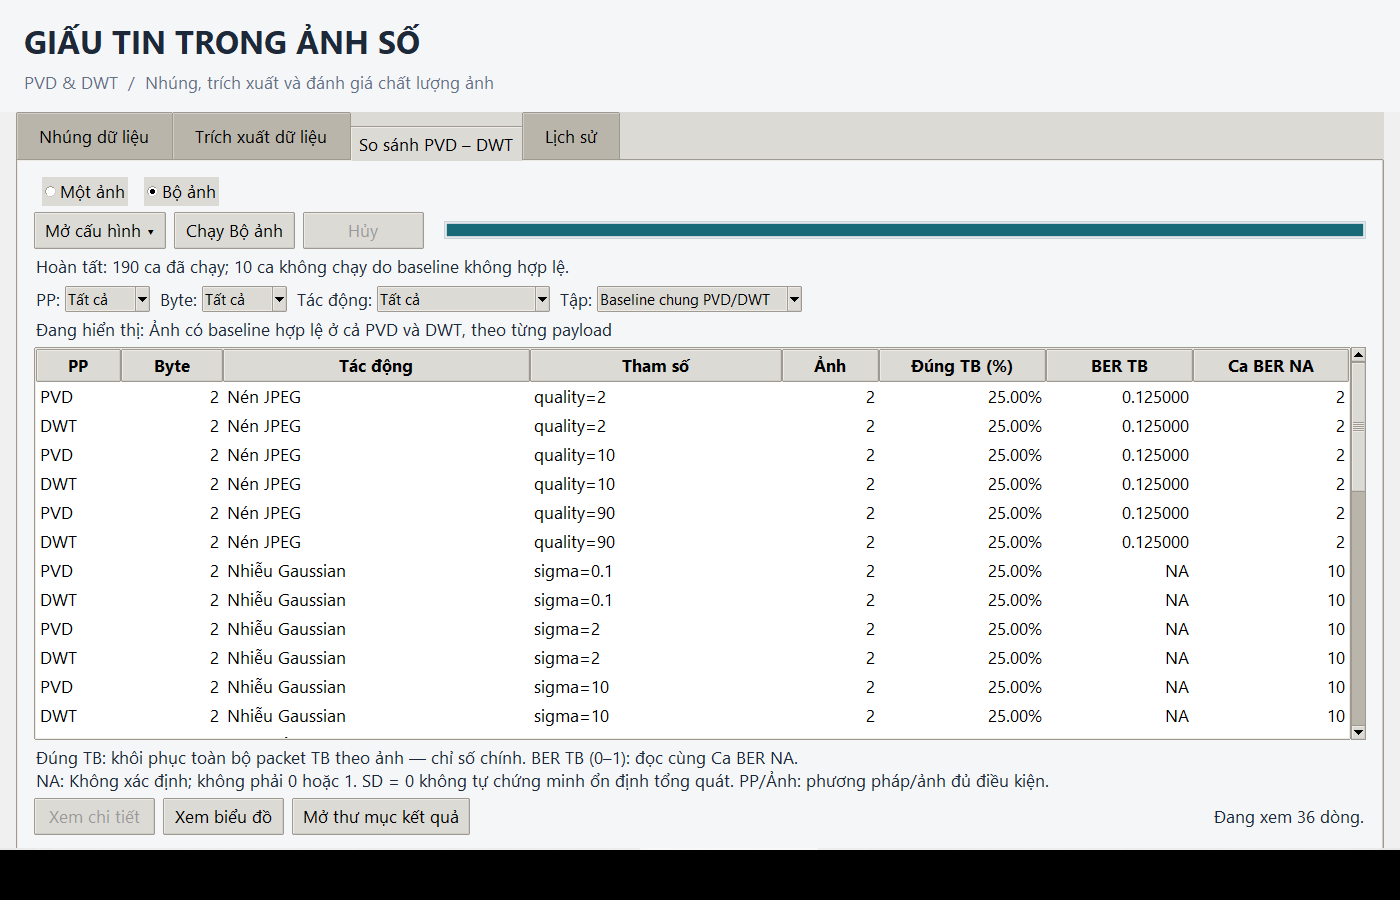 GIẤU TIN TRONG ẢNH SỐ
PVD & DWT / Nhúng, trích xuất và đánh giá chất lượng ảnh
Nhúng dữ liệu Trích xuất dữ liệu So sánh PVD – DWT Lịch sử
Một ảnh Bộ ảnh
Mở cấu hình ▾ Chạy Bộ ảnh Hủy
Hoàn tất: 190 ca đã chạy; 10 ca không chạy do baseline không hợp lệ.
PP: Tất cả Byte: Tất cả Tác động: Tất cả Tập: Baseline chung PVD/DWT
Đang hiển thị: Ảnh có baseline hợp lệ ở cả PVD và DWT, theo từng payload
PP Byte Tác động Tham số Ảnh Đúng TB (%) BER TB Ca BER NA
PVD 2 Nén JPEG quality=2 2 25.00% 0.125000 2
DWT 2 Nén JPEG quality=2 2 25.00% 0.125000 2
PVD 2 Nén JPEG quality=10 2 25.00% 0.125000 2
DWT 2 Nén JPEG quality=10 2 25.00% 0.125000 2
PVD 2 Nén JPEG quality=90 2 25.00% 0.125000 2
DWT 2 Nén JPEG quality=90 2 25.00% 0.125000 2
PVD 2 Nhiễu Gaussian sigma=0.1 2 25.00% NA 10
DWT 2 Nhiễu Gaussian sigma=0.1 2 25.00% NA 10
PVD 2 Nhiễu Gaussian sigma=2 2 25.00% NA 10
DWT 2 Nhiễu Gaussian sigma=2 2 25.00% NA 10
PVD 2 Nhiễu Gaussian sigma=10 2 25.00% NA 10
DWT 2 Nhiễu Gaussian sigma=10 2 25.00% NA 10
Đúng TB: khôi phục toàn bộ packet TB theo ảnh — chỉ số chính. BER TB (0–1): đọc cùng Ca BER NA.
NA: Không xác định; không phải 0 hoặc 1. SD = 0 không tự chứng minh ổn định tổng quát. PP/Ảnh: phương pháp/ảnh đủ điều kiện.
Xem chi tiết Xem biểu đồ Mở thư mục kết quả Đang xem 36 dòng.